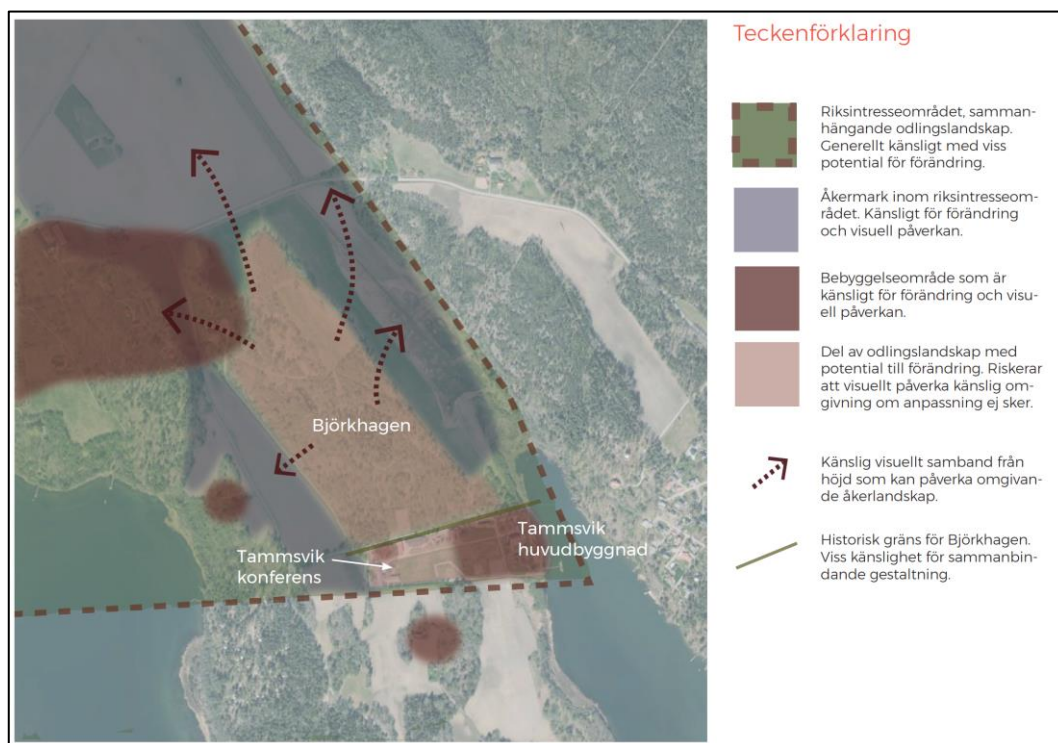 Teckenförklaring
Riksintresseområdet, samman-
hängande odlingslandskap.
Generellt känsligt med viss
potential för förändring.
Åkermark inom riksintresseom-
rådet. Känsligt för förändring
och visuell påverkan.
Bebyggelseområde som är
känsligt för förändring och visu-
ell påverkan.
Del av odlingslandskap med
potential till förändring. Riskerar
att visuellt påverka känslig om-
givning om anpassning ej sker.
Känslig visuellt samband från
höjd som kan påverka omgivan-
de åkerlandskap.
Historisk gräns för Björkhagen.
Viss känslighet för sammanbin-
dande gestaltning.
Björkhagen
Tammsvik
huvudbyggnad
Tammsvik
konferens